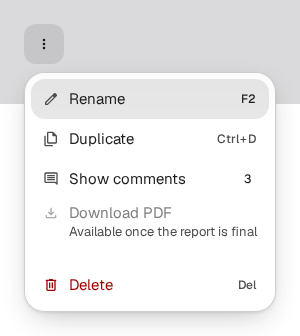 Rename F2
Duplicate Ctrl+D
Show comments 3
Download PDF
Available once the report is final
Delete Del